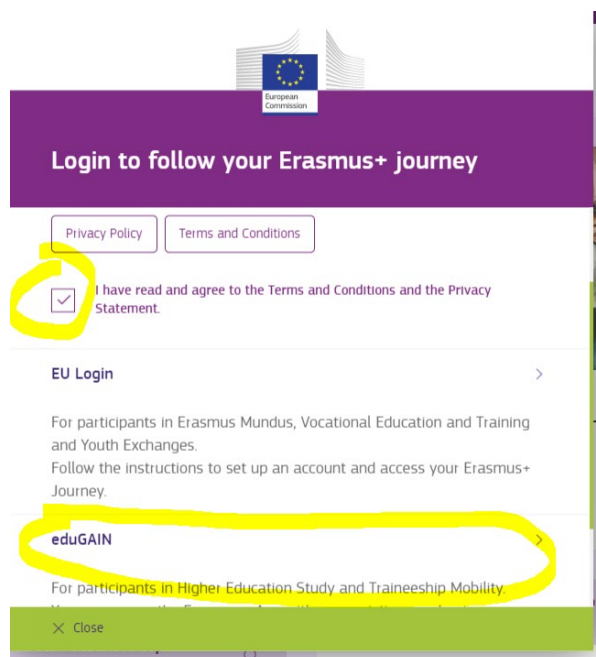 European
Commission
Login to follow your Erasmus+ journey
Privacy Policy
Terms and Conditions
I have read and agree to the Terms and Conditions and the Privacy
Statement.
EU Login
For participants in Erasmus Mundus, Vocational Education and Training
and Youth Exchanges.
Follow the instructions to set up an account and access your Erasmus+
Journey.
eduGAIN
For participants in Higher Education Study and Traineeship Mobility.
Close